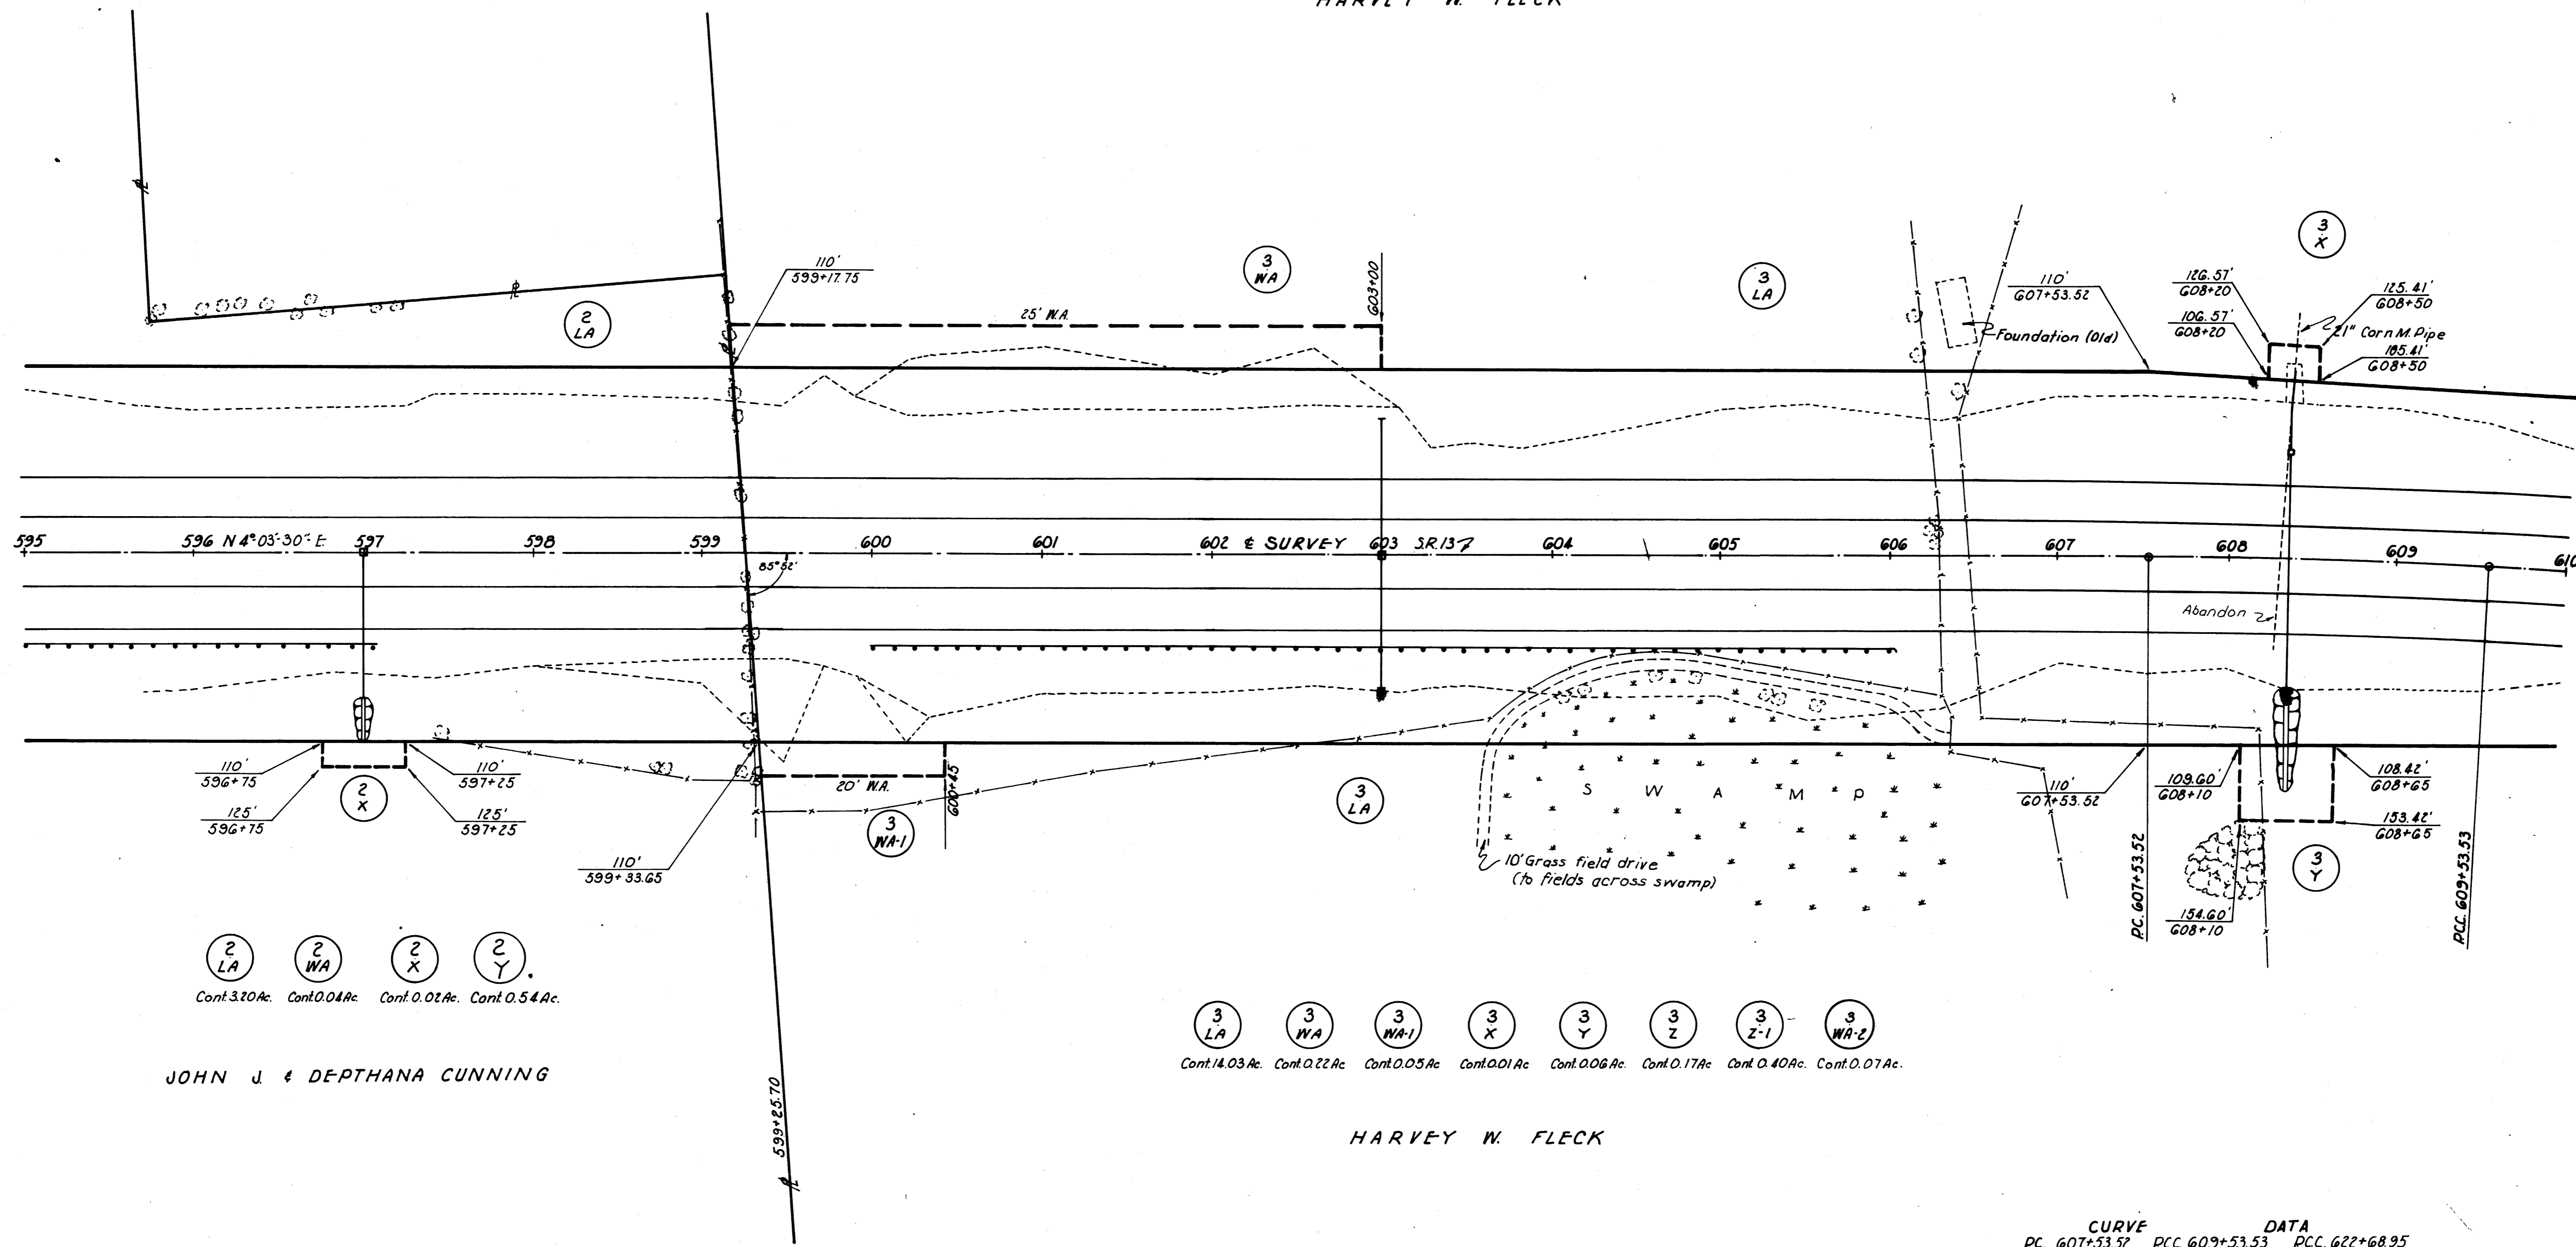 HARVEY W. FLECK
3
X
3
WA
3
LA
2
LA
110'
599+17.75
603+00
110'
607+53.52
126.57'
608+20
125.41'
608+50
106.57'
608+20
21" Corr. M. Pipe
105.41'
608+50
25' W.A.
Foundation (Old)
595 596 N 4°-03'-30" E. 597 598 599 600 601 602 ℄ SURVEY 603 S.R.13 604 605 606 607 608 609 610
85°52'
Abandon
110'
596+75
110'
597+25
125'
596+75
2
X
125'
597+25
20' W.A.
600+45
3
WA-1
110'
599+33.65
3
LA
S W A M P
10' Grass field drive
(to fields across swamp)
110'
607+53.52
P.C. 607+53.52
109.60'
608+10
108.42'
608+65
153.42'
608+65
154.60'
608+10
3
Y
P.C.C. 609+53.53
2
LA
2
WA
2
X
2
Y
Cont. 3.20 Ac. Cont. 0.04 Ac. Cont. 0.02 Ac. Cont. 0.54 Ac.
JOHN J. & DEPTHANA CUNNING
599+25.70
3
LA
3
WA
3
WA-1
3
X
3
Y
3
Z
3
Z-1
3
WA-2
Cont. 14.03 Ac. Cont. 0.22 Ac Cont. 0.05 Ac Cont. 0.01 Ac Cont. 0.06 Ac. Cont. 0.17 Ac Cont. 0.40 Ac. Cont. 0.07 Ac.
HARVEY W. FLECK
CURVE DATA
P.C. 607+53.52 P.C.C. 609+53.53 P.C.C. 622+68.95